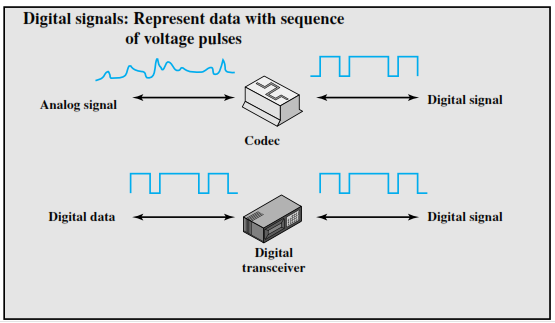 Digital signals: Represent data with sequence
of voltage pulses
Analog signal
Digital signal
Codec
Digital data
Digital signal
Digital
transceiver